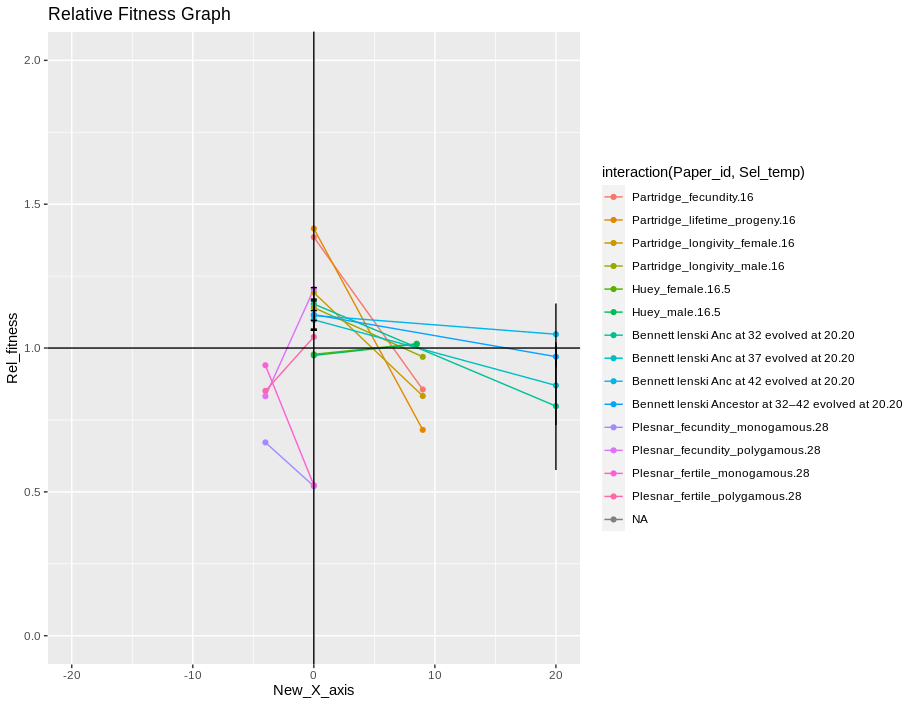 Relative Fitness Graph
2.0
1.5
1.0
0.5
0.0
Rel_fitness
-20
-10
0
10
20
New_X_axis
interaction(Paper_id, Sel_temp)
Partridge_fecundity.16
Partridge_lifetime_progeny.16
Partridge_longivity_female.16
Partridge_longivity_male.16
Huey_female.16.5
Huey_male.16.5
Bennett lenski Anc at 32 evolved at 20.20
Bennett lenski Anc at 37 evolved at 20.20
Bennett lenski Anc at 42 evolved at 20.20
Bennett lenski Ancestor at 32–42 evolved at 20.20
Plesnar_fecundity_monogamous.28
Plesnar_fecundity_polygamous.28
Plesnar_fertile_monogamous.28
Plesnar_fertile_polygamous.28
NA